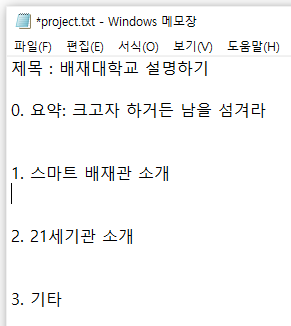 *project.txt - Windows 메모장
파일(F) 편집(E) 서식(O) 보기(V) 도움말(H)
제목 : 배재대학교 설명하기
0. 요약: 크고자 하거든 남을 섬겨라
1. 스마트 배재관 소개
2. 21세기관 소개
3. 기타